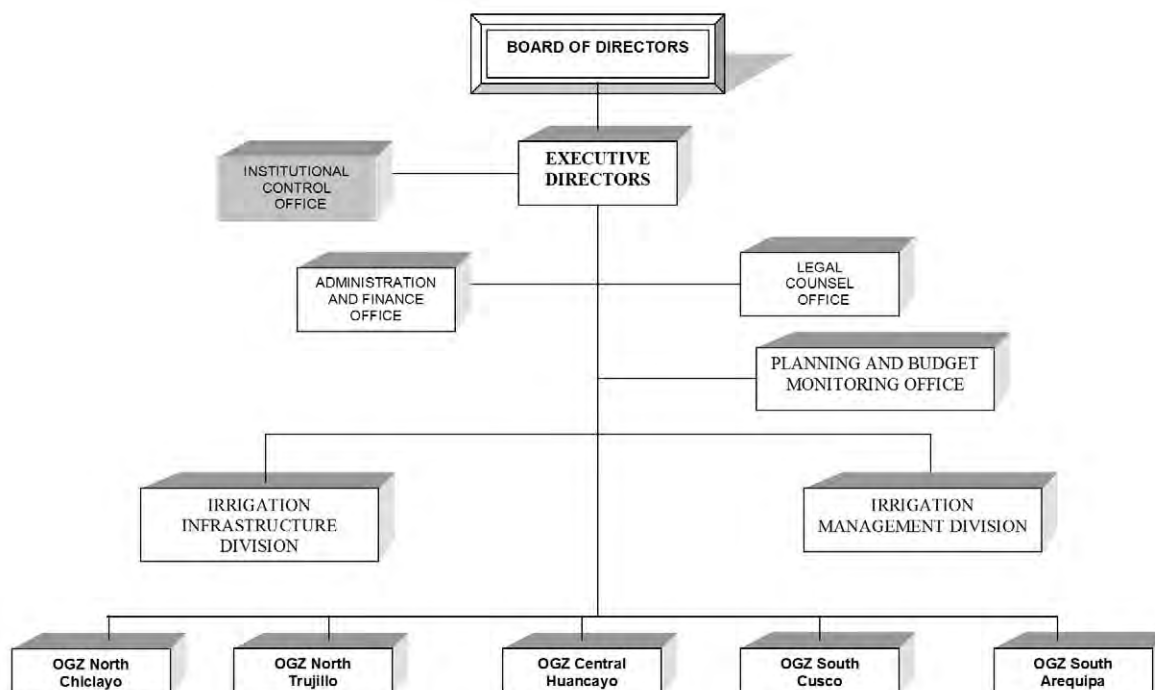 BOARD OF DIRECTORS
EXECUTIVE
DIRECTORS
INSTITUTIONAL
CONTROL
OFFICE
ADMINISTRATION
AND FINANCE
OFFICE
LEGAL
COUNSEL
OFFICE
PLANNING AND BUDGET
MONITORING OFFICE
IRRIGATION
INFRASTRUCTURE
DIVISION
IRRIGATION
MANAGEMENT DIVISION
OGZ North
Chiclayo
OGZ North
Trujillo
OGZ Central
Huancayo
OGZ South
Cusco
OGZ South
Arequipa